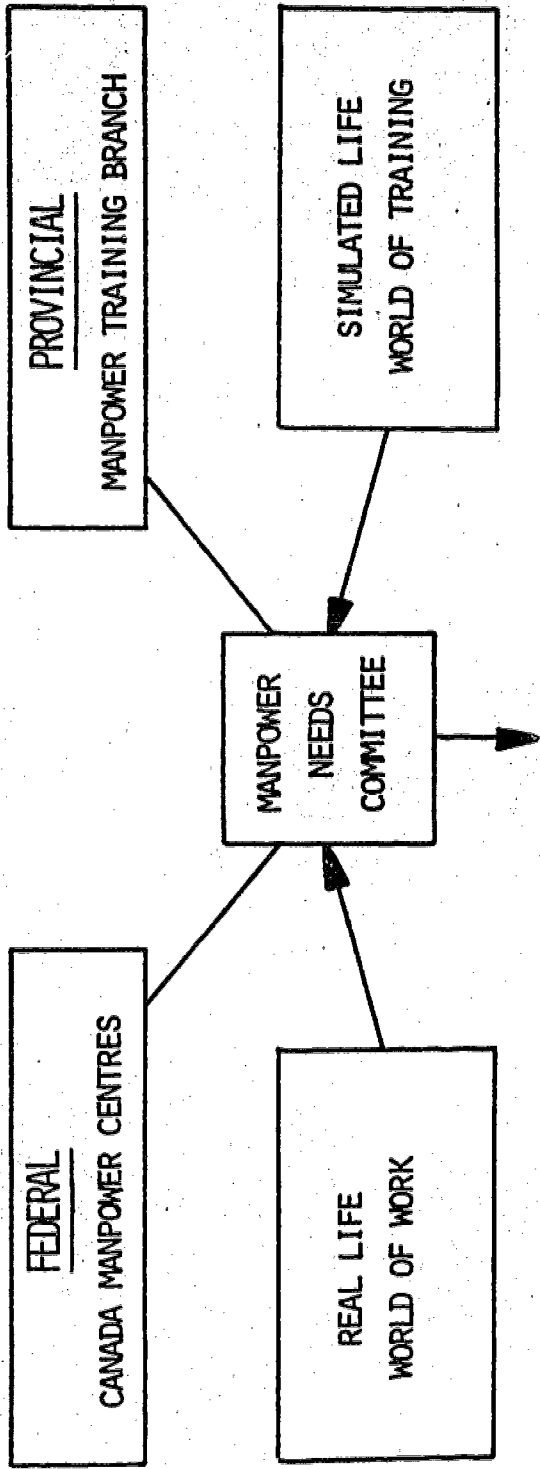 FEDERAL
CANADA MANPOWER CENTRES
PROVINCIAL
MANPOWER TRAINING BRANCH
MANPOWER
NEEDS
COMMITTEE
REAL LIFE
WORLD OF WORK
SIMULATED LIFE
WORLD OF TRAINING